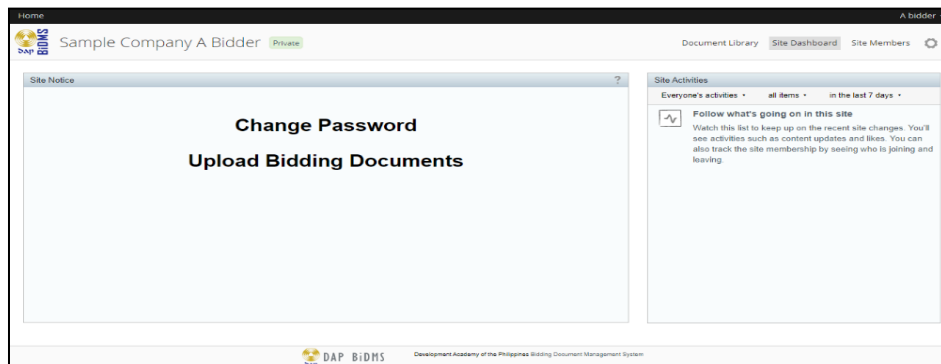 Home
A bidder
DAP BiDMS
Sample Company A Bidder
Private
Document Library
Site Dashboard
Site Members
Site Notice
?
Change Password
Upload Bidding Documents
Site Activities
Everyone's activities
all items
in the last 7 days
Follow what's going on in this site
Watch this list to keep up on the recent site changes. You'll
see activities such as content updates and likes. You can
also track the site membership by seeing who is joining and
leaving.
DAP BiDMS
Development Academy of the Philippines Bidding Document Management System